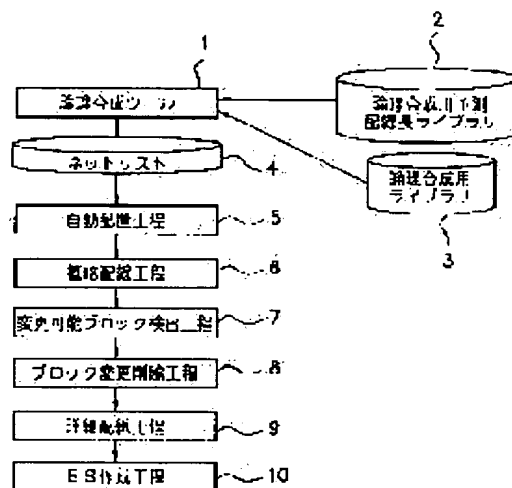 1
2
論理合成ツール
論理合成用予測
配線長ライブラリ
ネットリスト
4
論理合成用
ライブラリ
3
自動配置工程
5
概略配線工程
6
変更可能ブロック検出工程
7
ブロック変更削除工程
8
詳細配線工程
9
ES作成工程
10